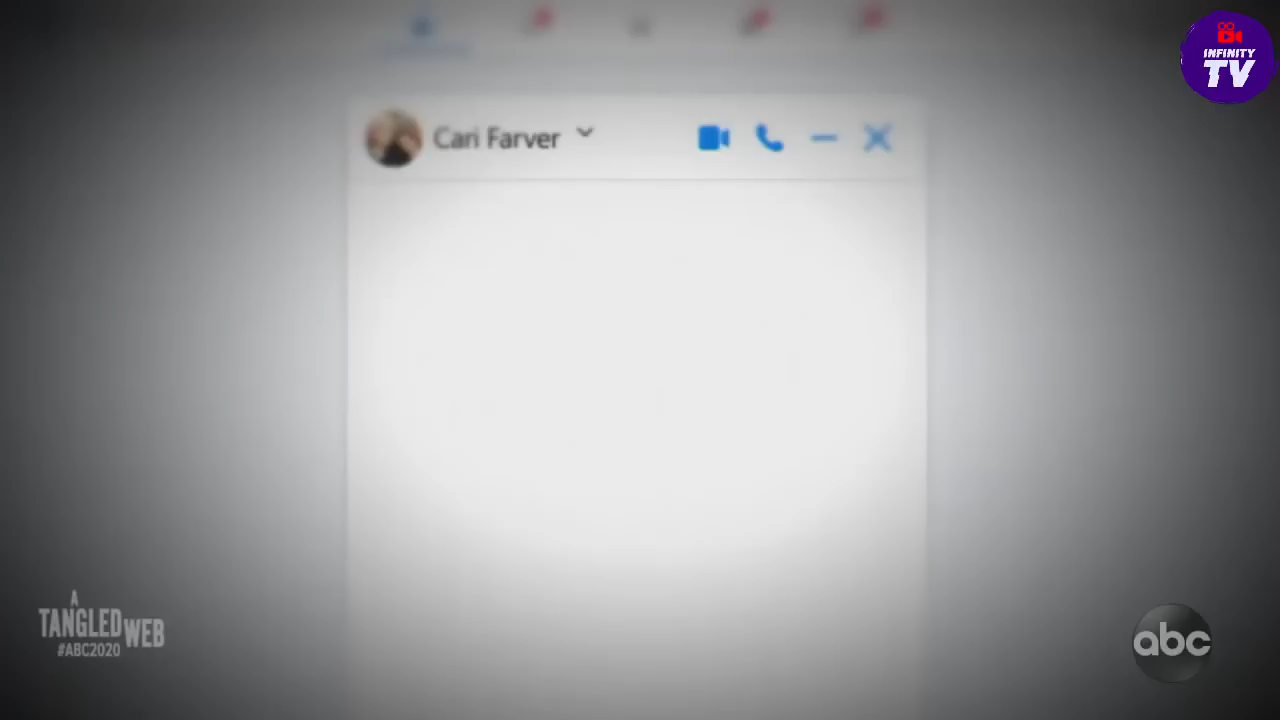 INFINITY
TV
Cari Farver
A
TANGLED WEB
#ABC2020
abc